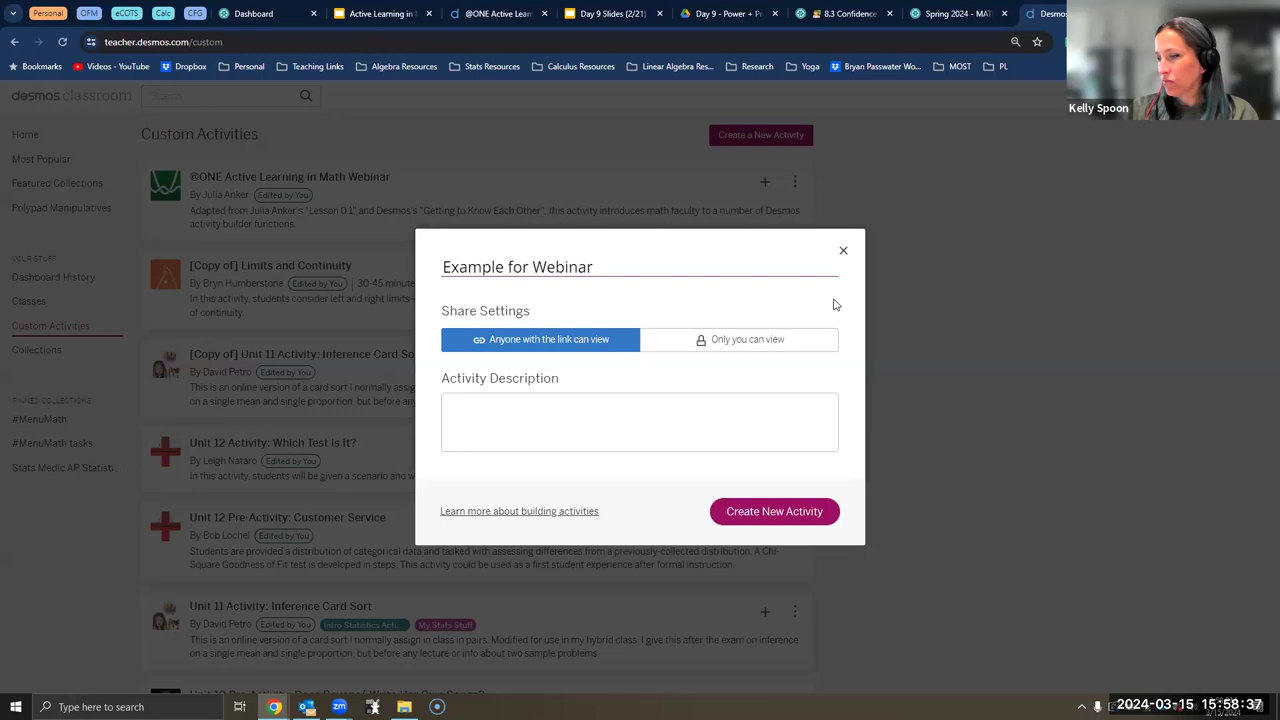 Personal
OFM
eCOTS
Calc
CFG
Dashboard
Active Learning in
@ONE Active Lear
Day 9 Slides (2/21)
Day 9 - Power + I
Confidence
Spring 2024 - MAT
Desmos
teacher.desmos.com/custom
Bookmarks
Videos - YouTube
Dropbox
Personal
Teaching Links
Algebra Resources
Stats Resources
Calculus Resources
Linear Algebra Res...
Research
Yoga
Bryan Passwater Wo...
MOST
PL
Kelly Spoon
desmos classroom
Search
Home
Most Popular
Featured Collections
Polypad Manipulatives
YOUR STUFF
Dashboard History
Classes
Custom Activities
Collections
PINNED COLLECTIONS
#MenuMath
#MenuMath tasks
Stats Medic AP Statisti..
Custom Activities
Create a New Activity
@ONE Active Learning in Math Webinar
By Julia Anker Edited by You
Adapted from Julia Anker's "Lesson 0.1" and Desmos's "Getting to Know Each Other", this activity introduces math faculty to a number of Desmos
activity builder functions.
[Copy of] Limits and Continuity
By Bryn Humberstone Edited by You 30-45 minute
In this activity, students consider left and right limits–
of continuity.
[Copy of] Unit 11 Activity: Inference Card So
By David Petro Edited by You
This is an online version of a card sort I normally assign
on a single mean and single proportion, but before any
Unit 12 Activity: Which Test Is It?
By Leigh Nataro Edited by You
In this activity, students will be given a scenario and w
Unit 12 Pre-Activity: Customer Service
By Bob Lochel Edited by You
Students are provided a distribution of categorical data and tasked with assessing differences from a previously-collected distribution. A Chi-
Square Goodness of Fit test is developed in steps. This activity could be used as a first student experience after formal instruction.
Unit 11 Activity: Inference Card Sort
By David Petro Edited by You Intro Statistics Acti... My Stats Stuff
This is an online version of a card sort I normally assign in class in pairs. Modified for use in my hybrid class. I give this after the exam on inference
on a single mean and single proportion, but before any lecture or info about two sample problems.
Example for Webinar
Share Settings
Anyone with the link can view
Only you can view
Activity Description
Learn more about building activities
Create New Activity
Type here to search
2024-03-15 15:58:37